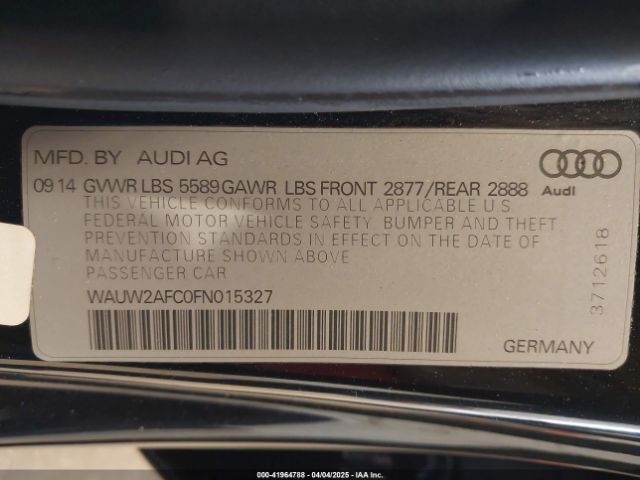 MFD. BY AUDI AG
09 14 GVWR LBS 5589 GAWR LBS FRONT 2877/REAR 2888
Audi
THIS VEHICLE CONFORMS TO ALL APPLICABLE U.S.
FEDERAL MOTOR VEHICLE SAFETY, BUMPER AND THEFT
PREVENTION STANDARDS IN EFFECT ON THE DATE OF
MANUFACTURE SHOWN ABOVE
PASSENGER CAR
WAUW2AFC0FN015327
GERMANY
3712618
000-41964788 - 04/04/2025 - IAA Inc.